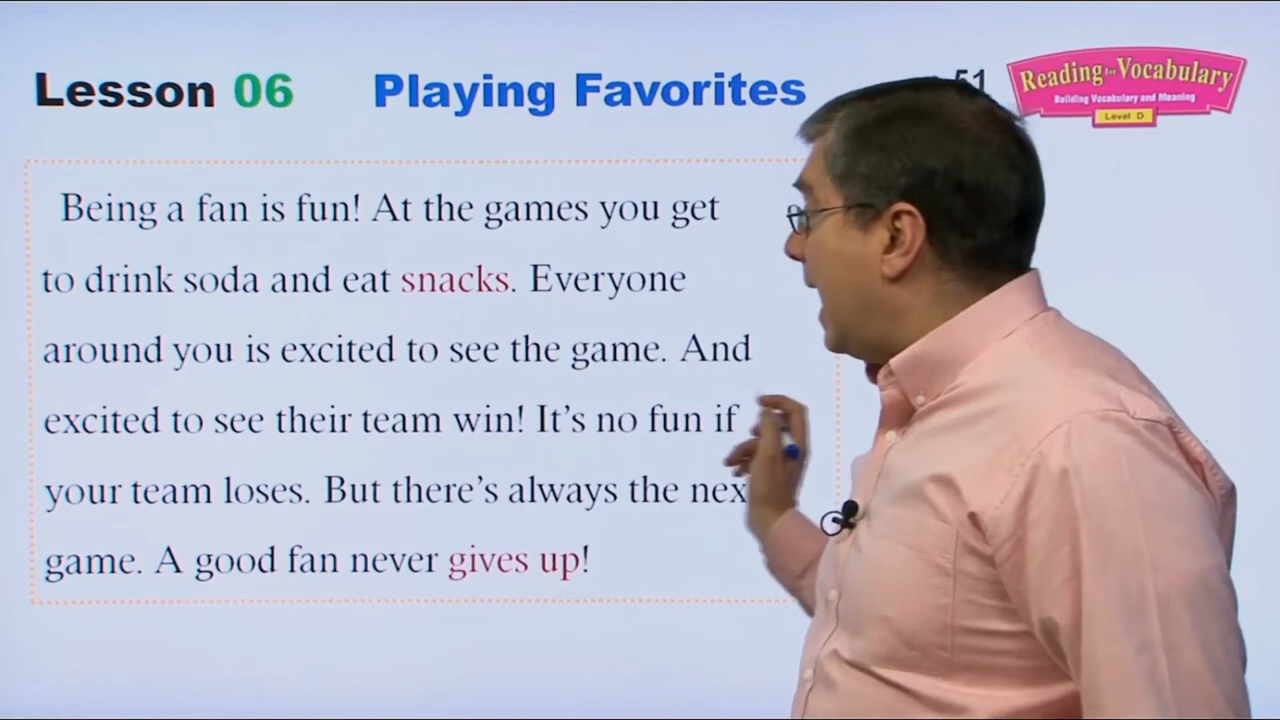 Lesson 06 Playing Favorites
51
Reading for Vocabulary
Building Vocabulary and Meaning
Level D
Being a fan is fun! At the games you get
to drink soda and eat snacks. Everyone
around you is excited to see the game. And
excited to see their team win! It's no fun if
your team loses. But there's always the nex
game. A good fan never gives up!